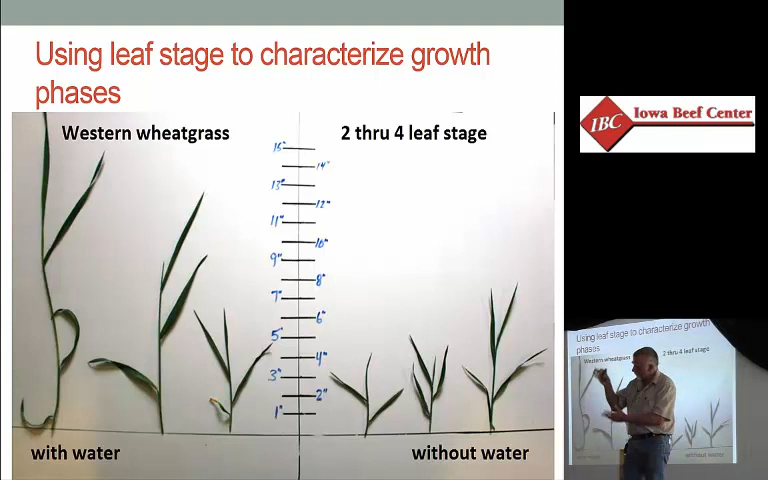 Using leaf stage to characterize growth
phases
Western wheatgrass
2 thru 4 leaf stage
15"
14"
13"
12"
11"
10"
9"
8"
7"
6"
5"
4"
3"
2"
1"
with water
without water
IBC
Iowa Beef Center
Using leaf stage to characterize growth
phases
Western wheatgrass
2 thru 4 leaf stage
without water